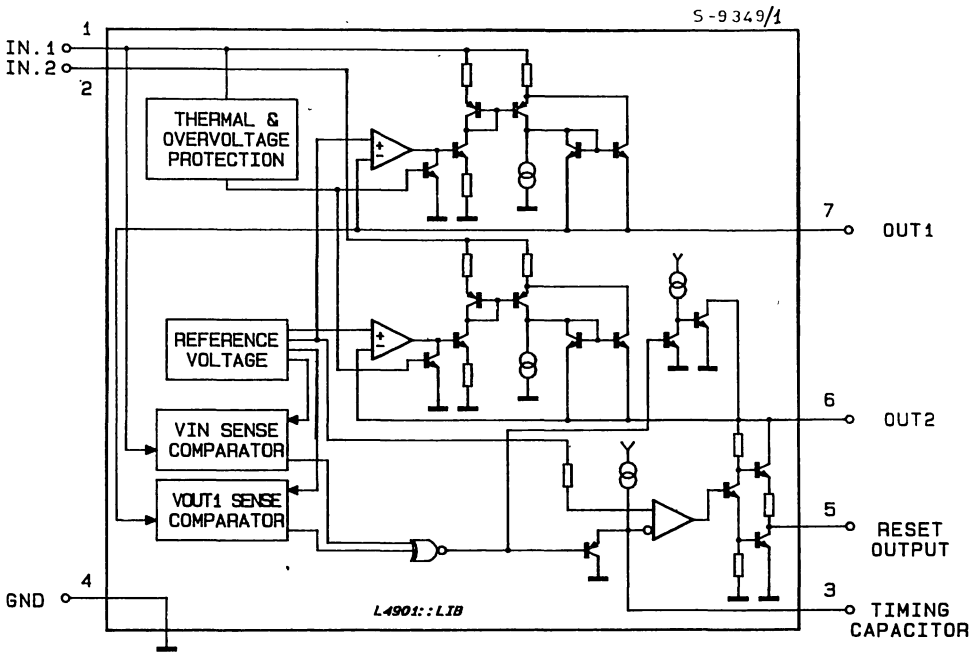 S-9349/1
1
IN.1
IN.2
2
THERMAL &
OVERVOLTAGE
PROTECTION
+
-
7
OUT1
REFERENCE
VOLTAGE
+
-
6
OUT2
VIN SENSE
COMPARATOR
VOUT1 SENSE
COMPARATOR
5
RESET
OUTPUT
4
GND
L4901::LIB
3
TIMING
CAPACITOR